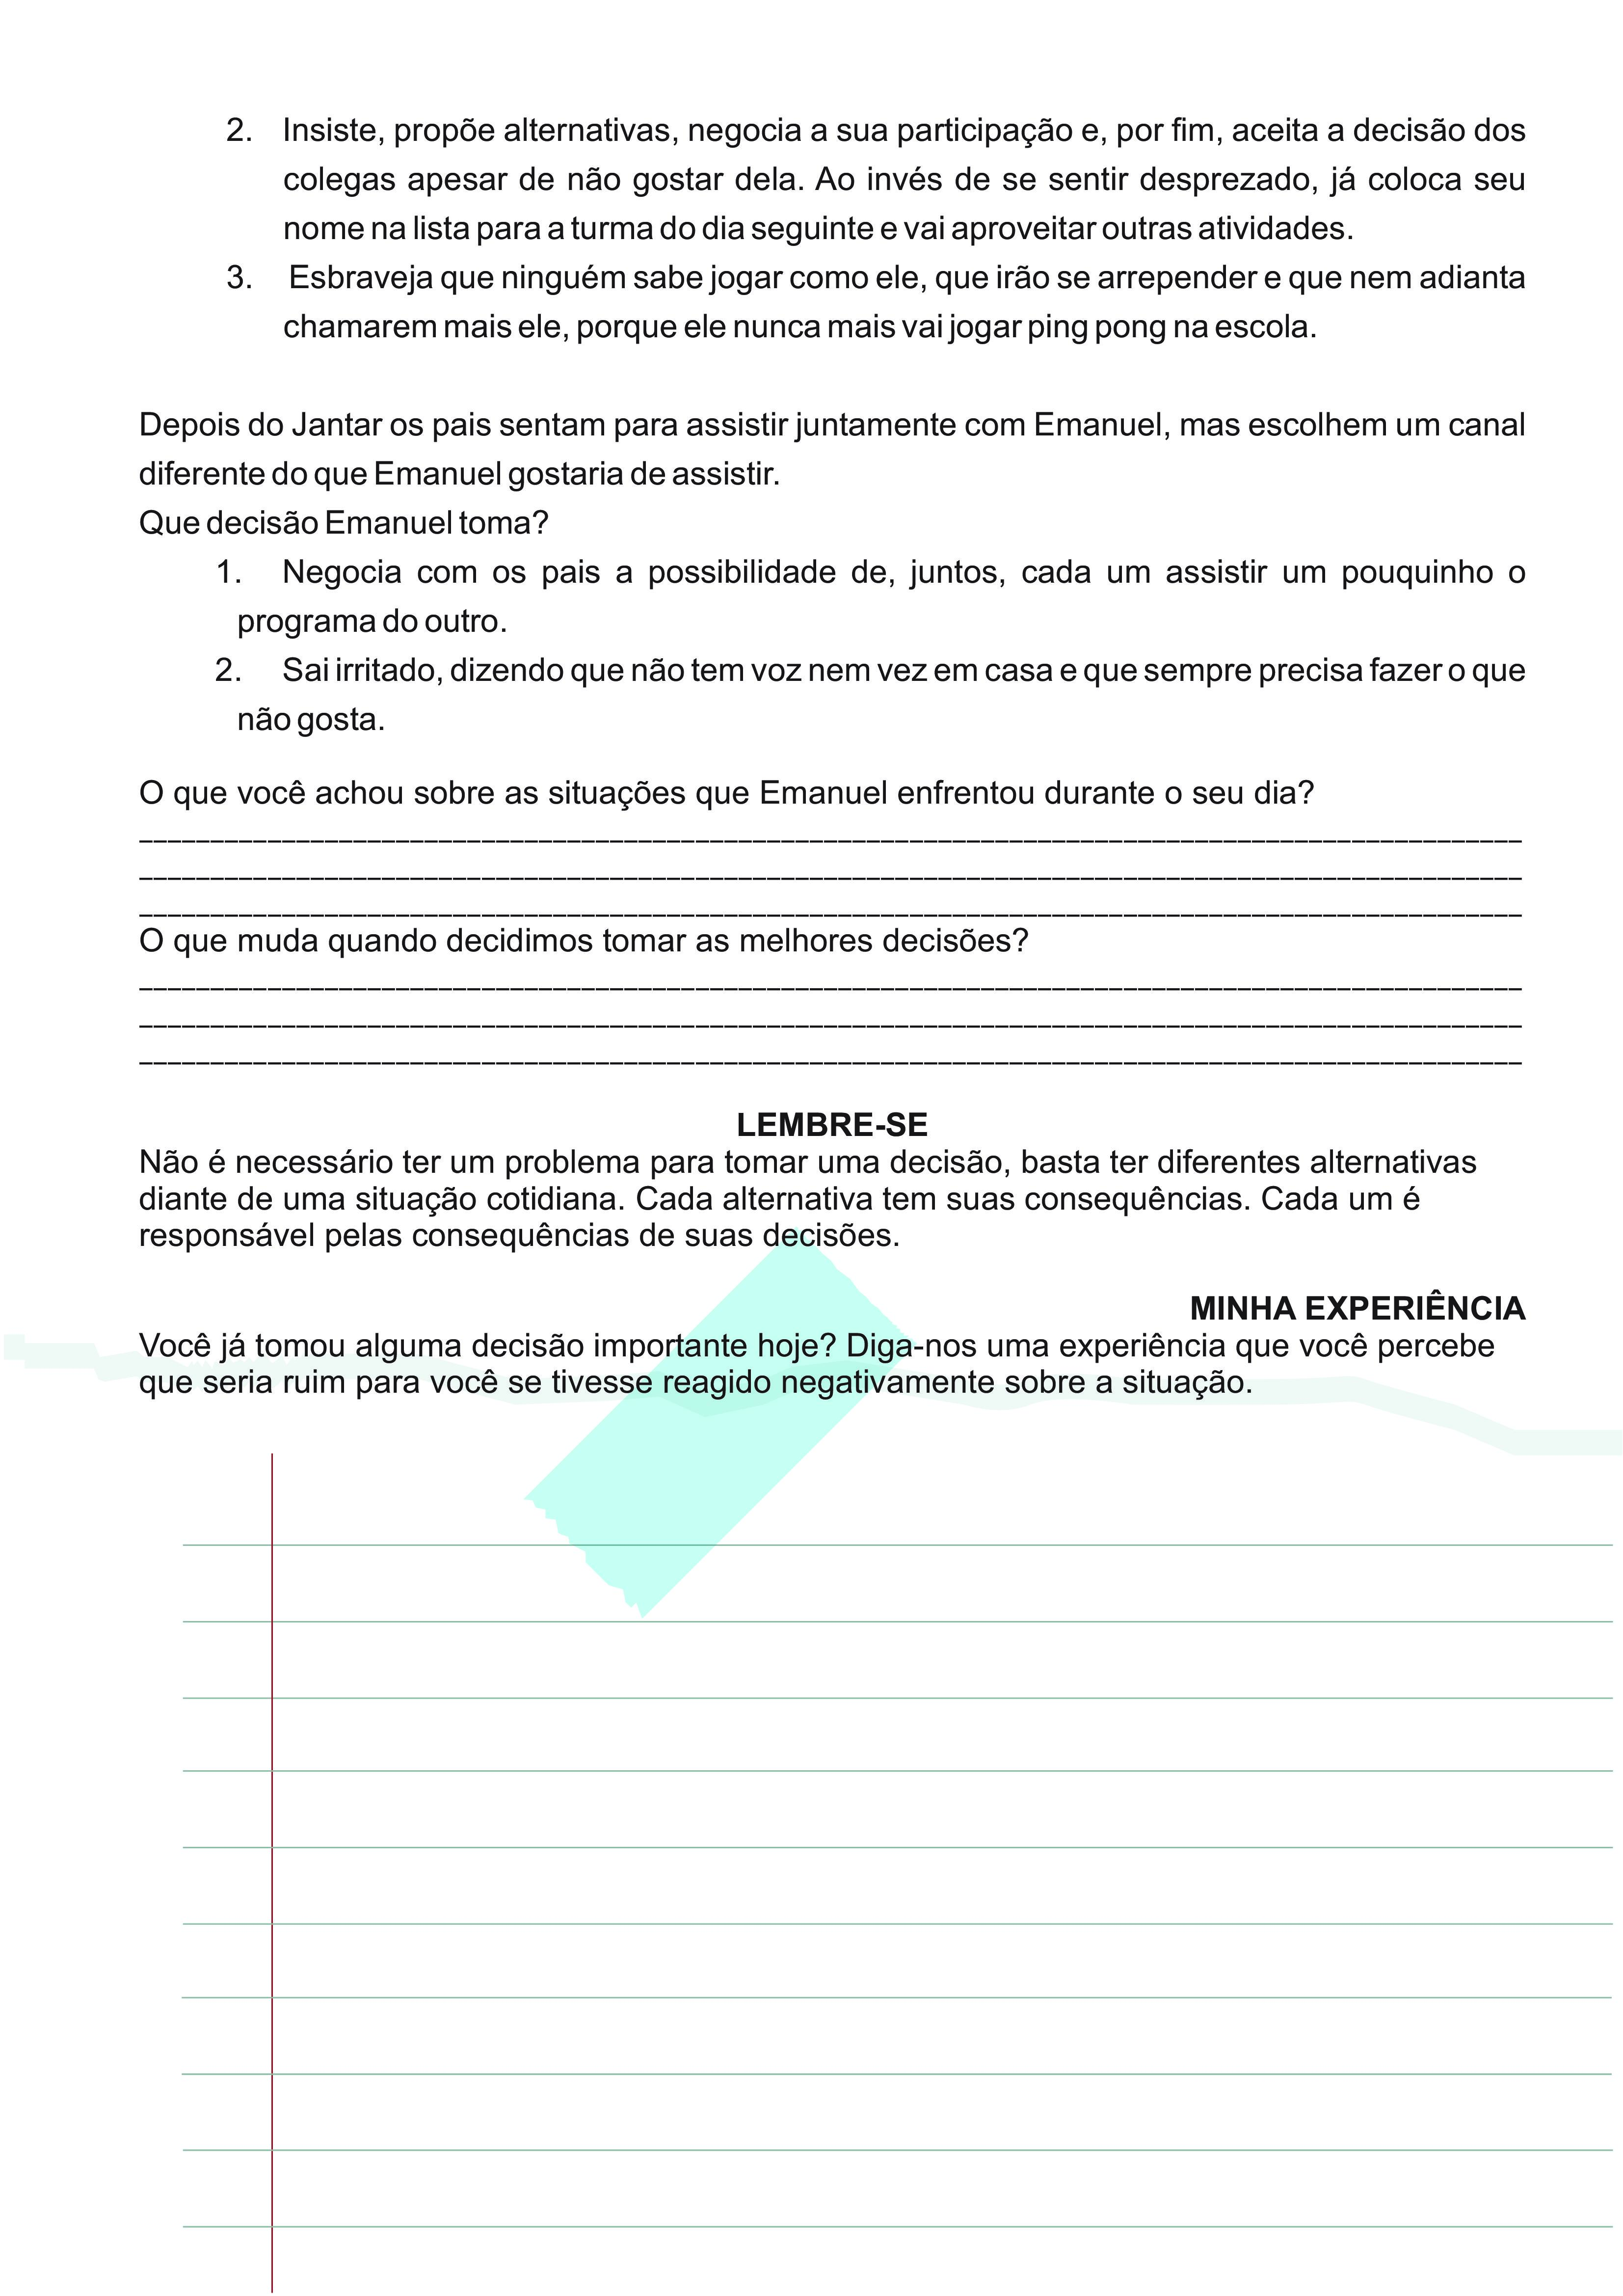 2. Insiste, propõe alternativas, negocia a sua participação e, por fim, aceita a decisão dos
colegas apesar de não gostar dela. Ao invés de se sentir desprezado, já coloca seu
nome na lista para a turma do dia seguinte e vai aproveitar outras atividades.
3. Esbraveja que ninguém sabe jogar como ele, que irão se arrepender e que nem adianta
chamarem mais ele, porque ele nunca mais vai jogar ping pong na escola.
Depois do Jantar os pais sentam para assistir juntamente com Emanuel, mas escolhem um canal
diferente do que Emanuel gostaria de assistir.
Que decisão Emanuel toma?
1. Negocia com os pais a possibilidade de, juntos, cada um assistir um pouquinho o
programa do outro.
2. Sai irritado, dizendo que não tem voz nem vez em casa e que sempre precisa fazer o que
não gosta.
O que você achou sobre as situações que Emanuel enfrentou durante o seu dia?
O que muda quando decidimos tomar as melhores decisões?
LEMBRE-SE
Não é necessário ter um problema para tomar uma decisão, basta ter diferentes alternativas
diante de uma situação cotidiana. Cada alternativa tem suas consequências. Cada um é
responsável pelas consequências de suas decisões.
MINHA EXPERIÊNCIA
Você já tomou alguma decisão importante hoje? Diga-nos uma experiência que você percebe
que seria ruim para você se tivesse reagido negativamente sobre a situação.